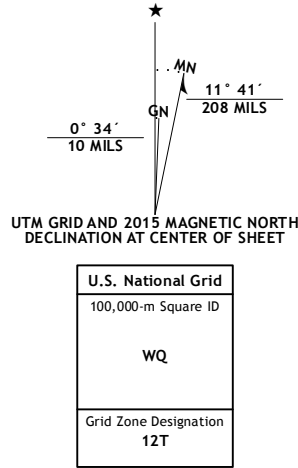 ★
MN
GN
11° 41´
208 MILS
0° 34´
10 MILS
UTM GRID AND 2015 MAGNETIC NORTH
DECLINATION AT CENTER OF SHEET
U.S. National Grid
100,000-m Square ID
WQ
Grid Zone Designation
12T